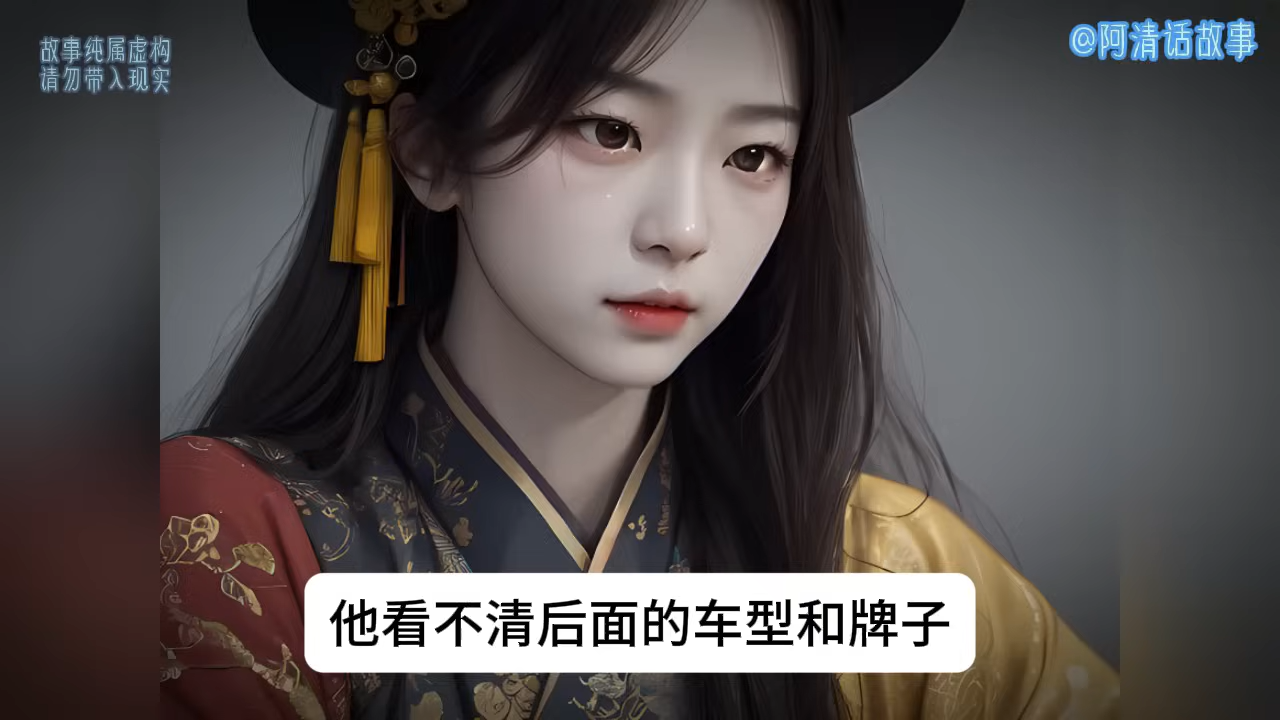 故事纯属虚构
请勿带入现实
@阿清话故事
他看不清后面的车型和牌子